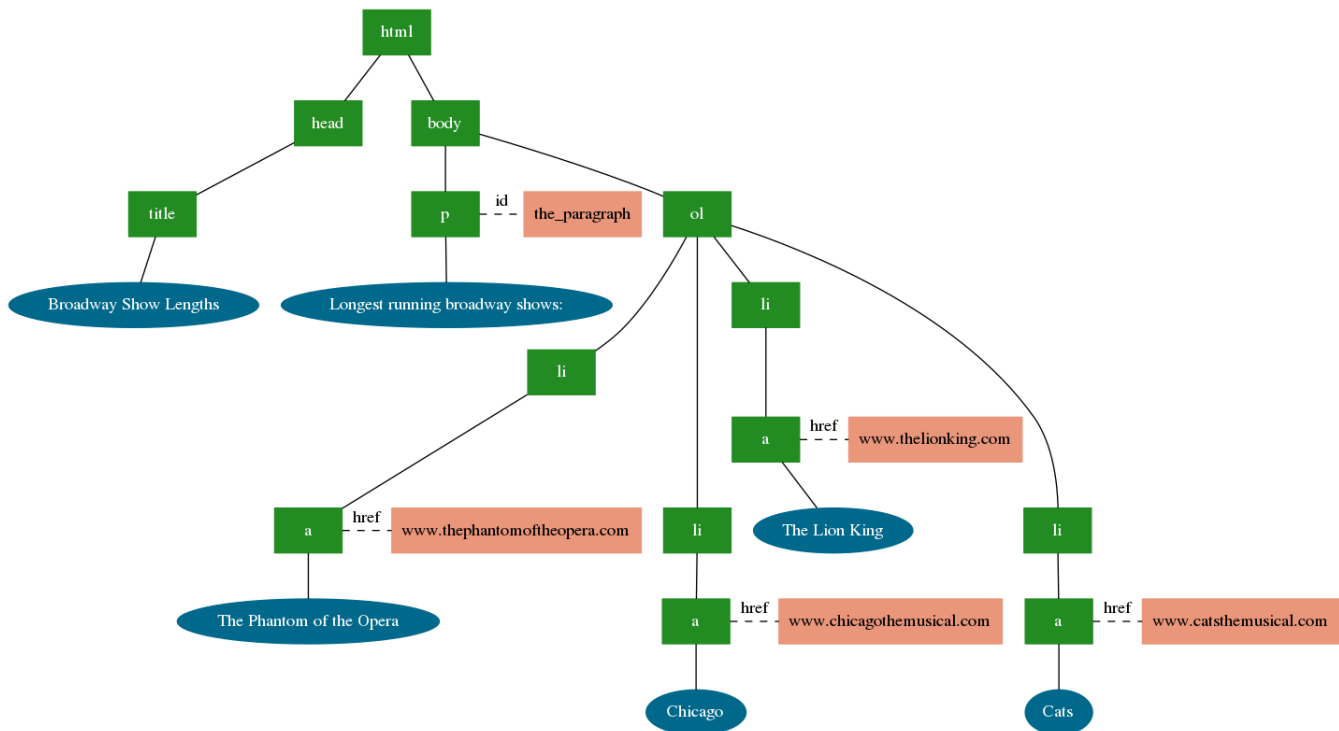 html
head
body
title
p
id
the_paragraph
ol
Broadway Show Lengths
Longest running broadway shows:
li
li
a
href
www.thelionking.com
a
href
www.thephantomoftheopera.com
li
The Lion King
li
The Phantom of the Opera
a
href
www.chicagothemusical.com
a
href
www.catsthemusical.com
Chicago
Cats